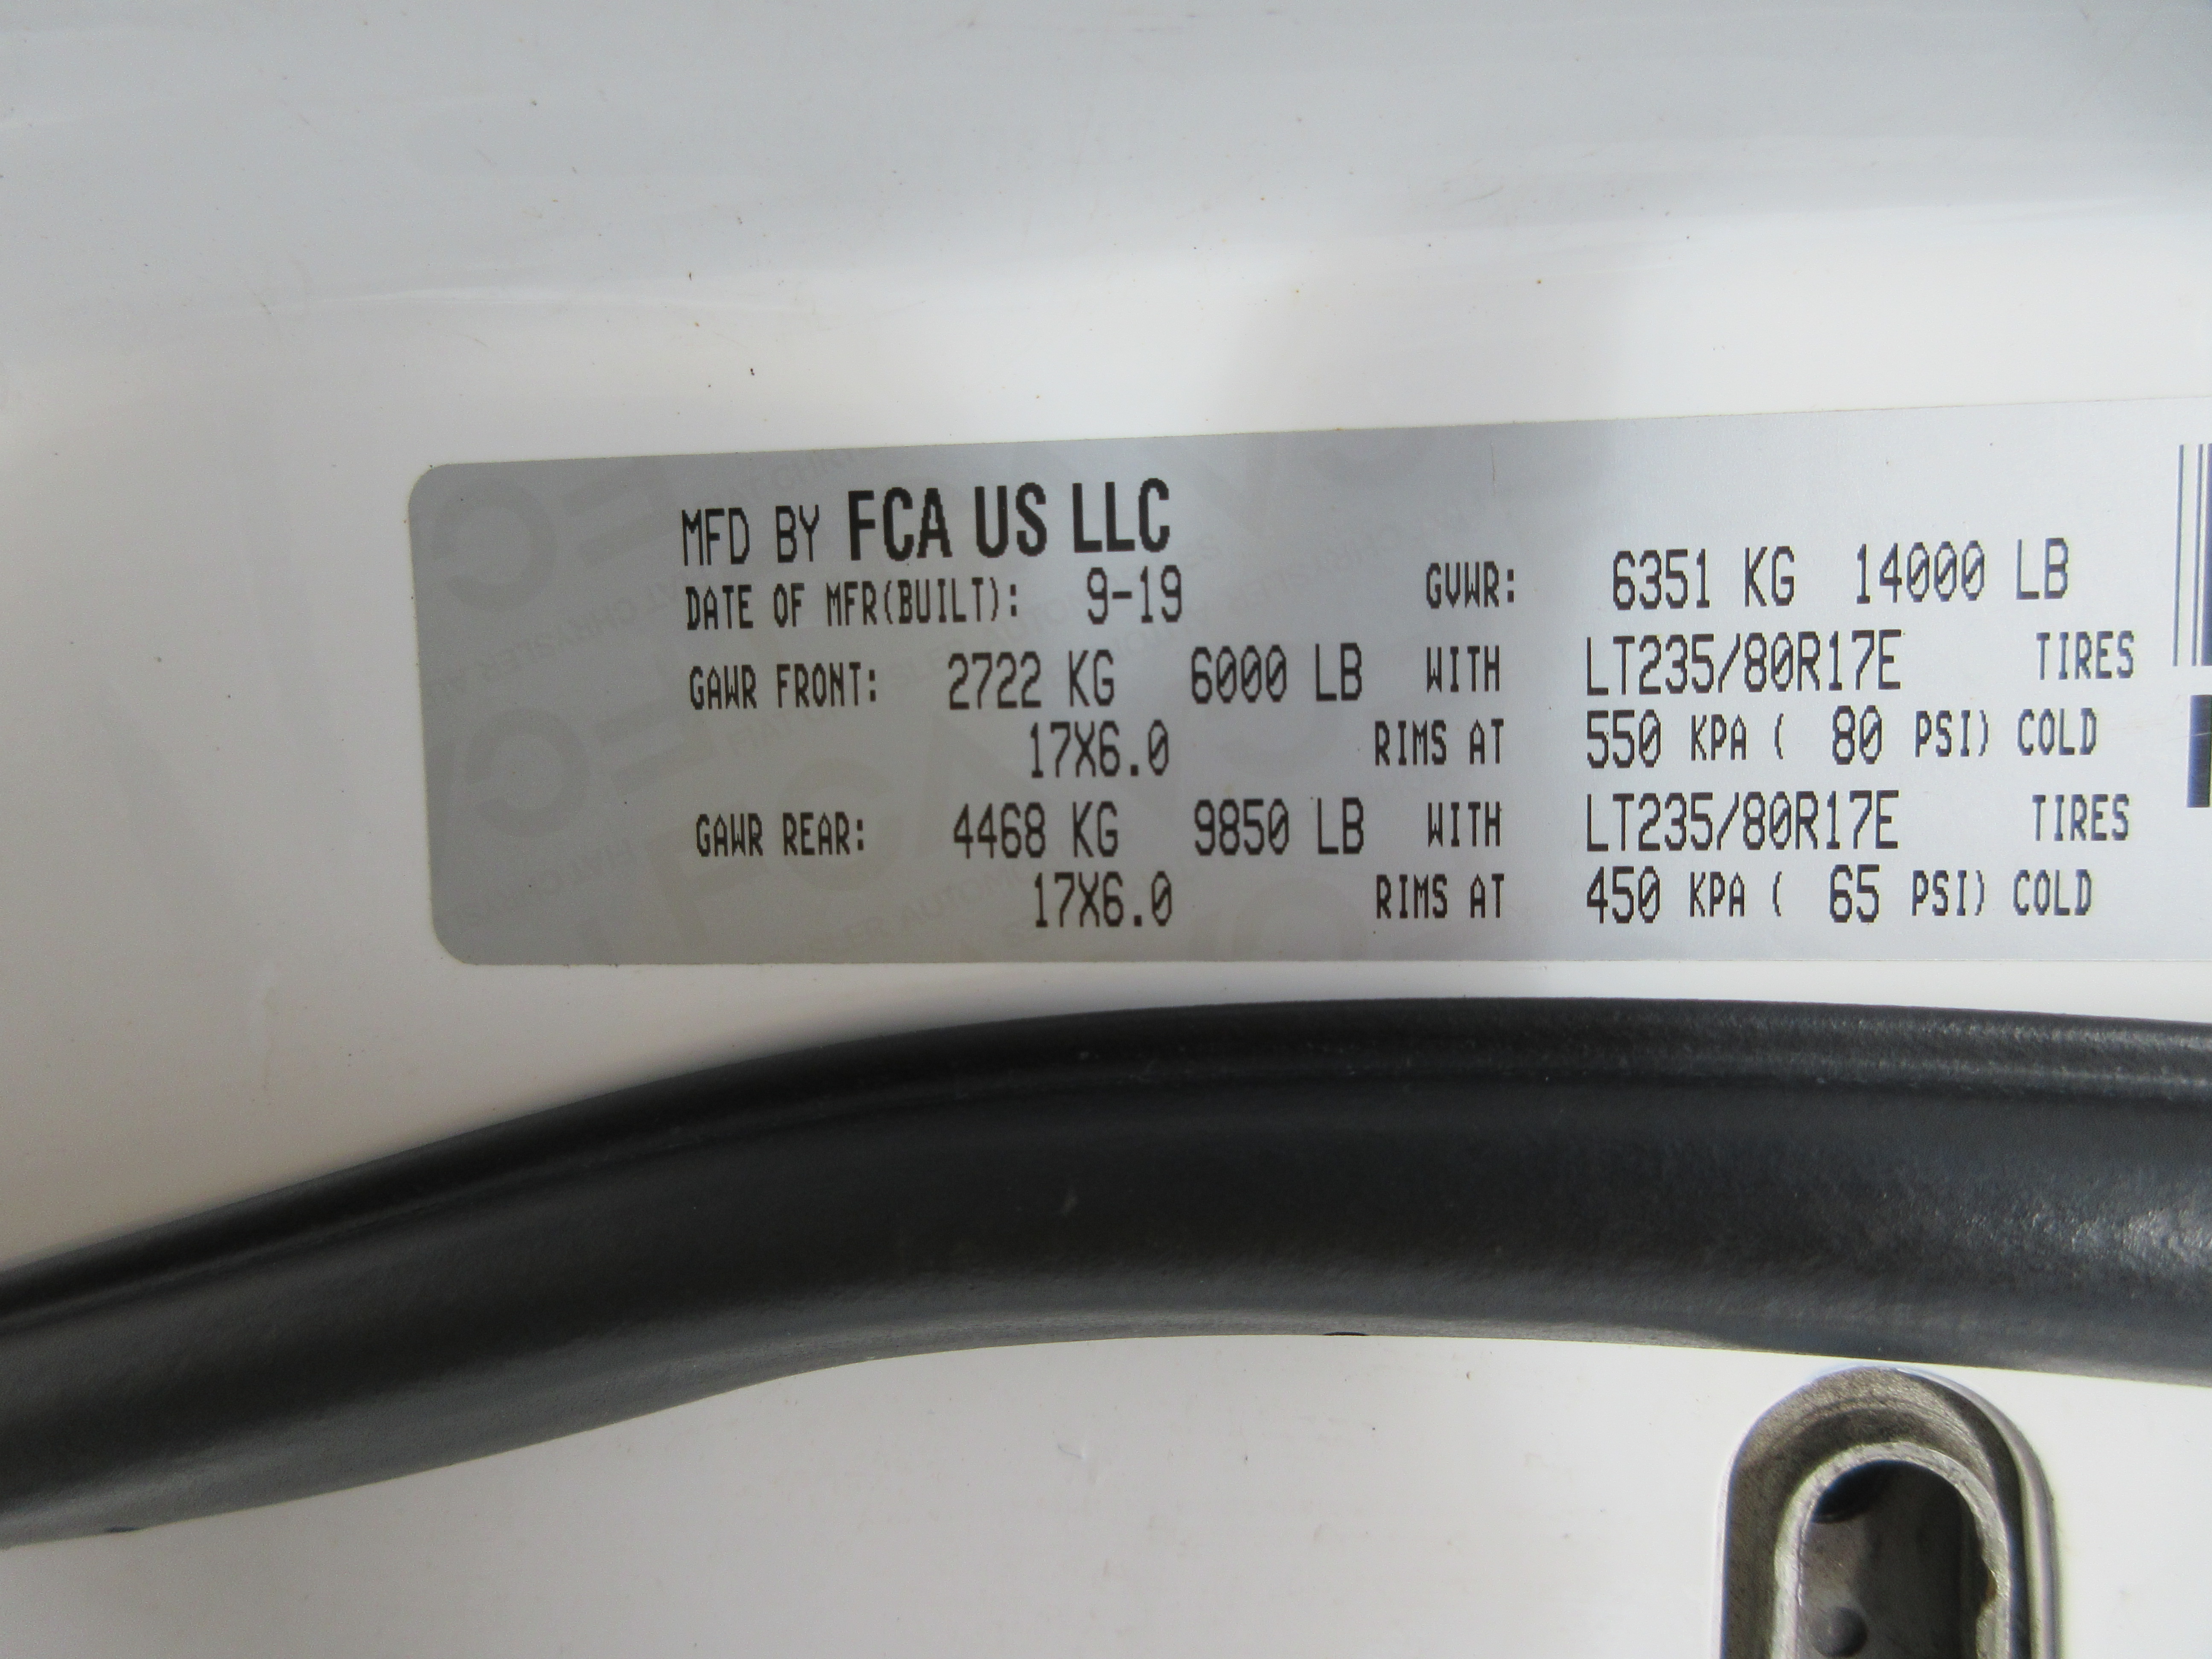 MFD BY FCA US LLC
DATE OF MFR(BUILT): 9-19 GVWR: 6351 KG 14000 LB
GAWR FRONT: 2722 KG 6000 LB WITH LT235/80R17E TIRES
17X6.0 RIMS AT 550 KPA ( 80 PSI) COLD
GAWR REAR: 4468 KG 9850 LB WITH LT235/80R17E TIRES
17X6.0 RIMS AT 450 KPA ( 65 PSI) COLD